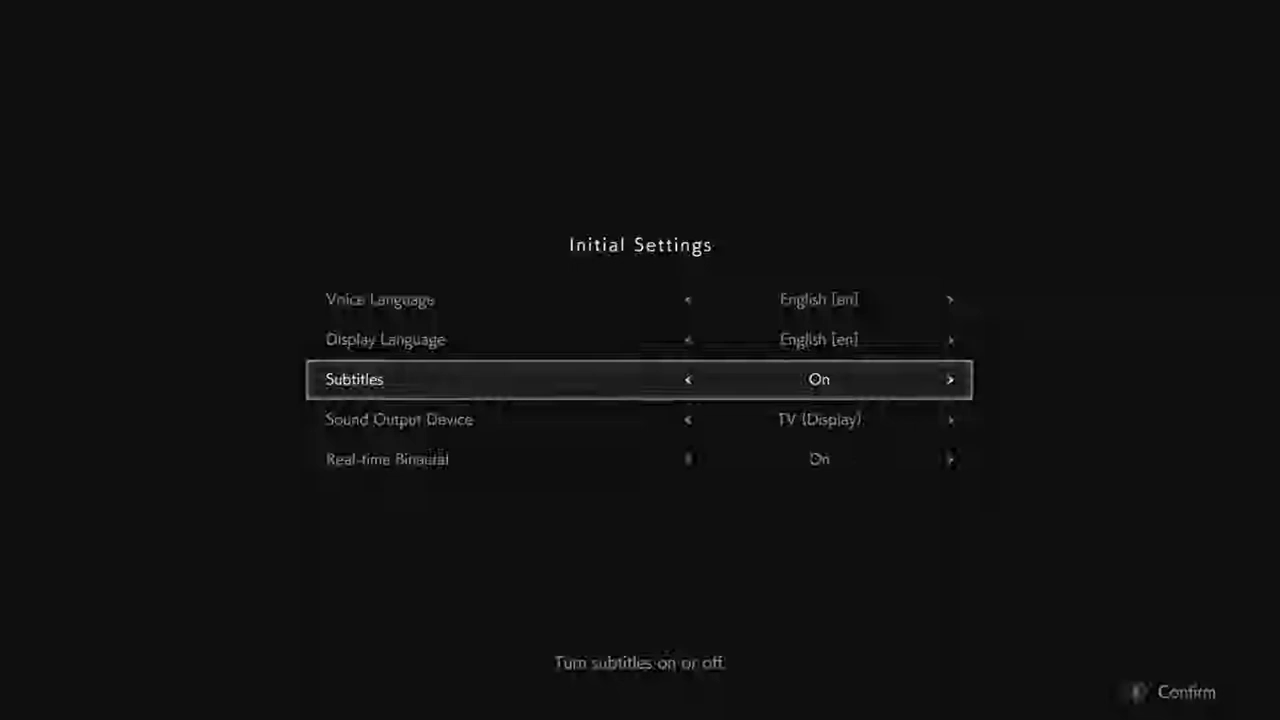 Initial Settings
Voice Language < English [en] >
Display Language < English [en] >
Subtitles < On >
Sound Output Device < TV (Display) >
Real-time Binaural < On >
Turn subtitles on or off.
Confirm